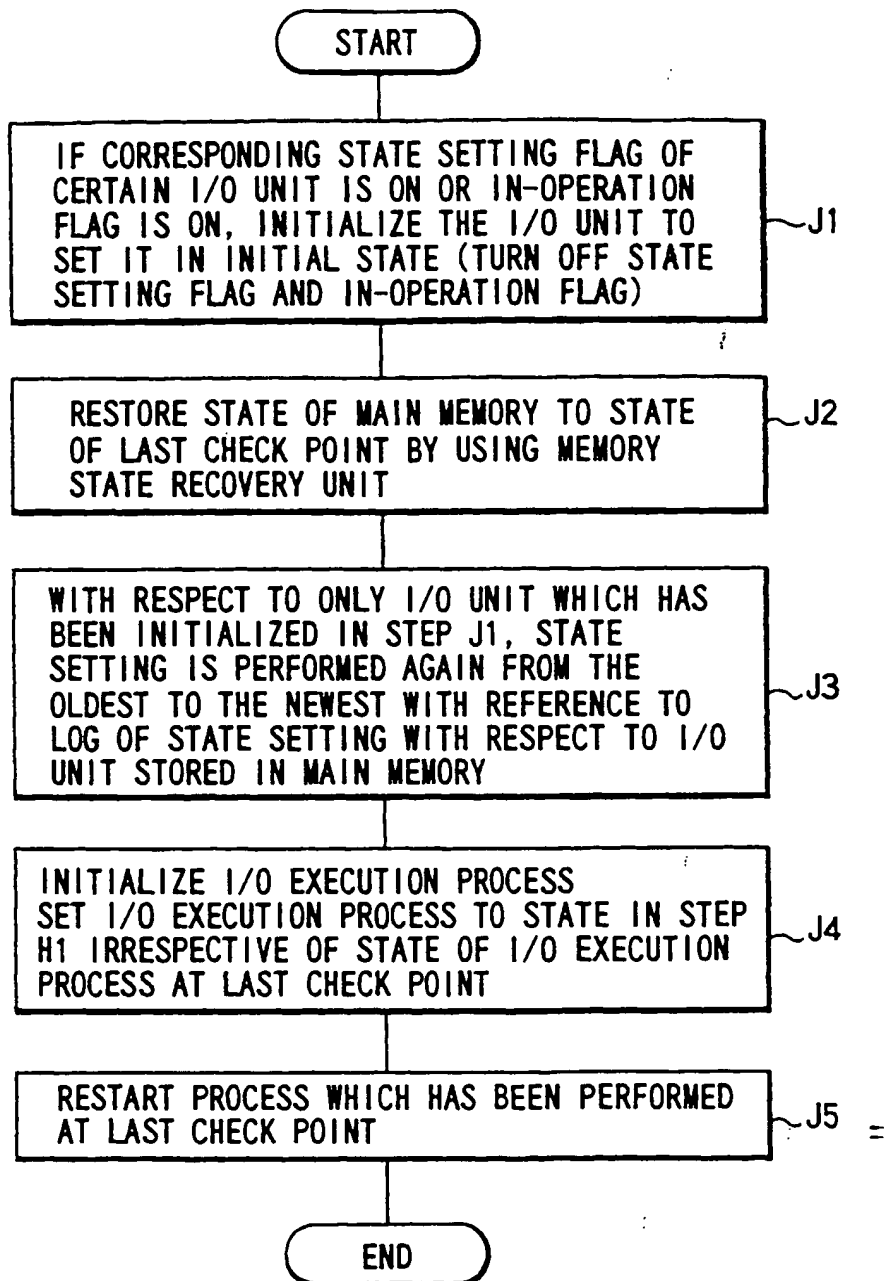 START
IF CORRESPONDING STATE SETTING FLAG OF
CERTAIN I/O UNIT IS ON OR IN-OPERATION
FLAG IS ON, INITIALIZE THE I/O UNIT TO
SET IT IN INITIAL STATE (TURN OFF STATE
SETTING FLAG AND IN-OPERATION FLAG)
J1
RESTORE STATE OF MAIN MEMORY TO STATE
OF LAST CHECK POINT BY USING MEMORY
STATE RECOVERY UNIT
J2
WITH RESPECT TO ONLY I/O UNIT WHICH HAS
BEEN INITIALIZED IN STEP J1, STATE
SETTING IS PERFORMED AGAIN FROM THE
OLDEST TO THE NEWEST WITH REFERENCE TO
LOG OF STATE SETTING WITH RESPECT TO I/O
UNIT STORED IN MAIN MEMORY
J3
INITIALIZE I/O EXECUTION PROCESS
SET I/O EXECUTION PROCESS TO STATE IN STEP
H1 IRRESPECTIVE OF STATE OF I/O EXECUTION
PROCESS AT LAST CHECK POINT
J4
RESTART PROCESS WHICH HAS BEEN PERFORMED
AT LAST CHECK POINT
J5
END